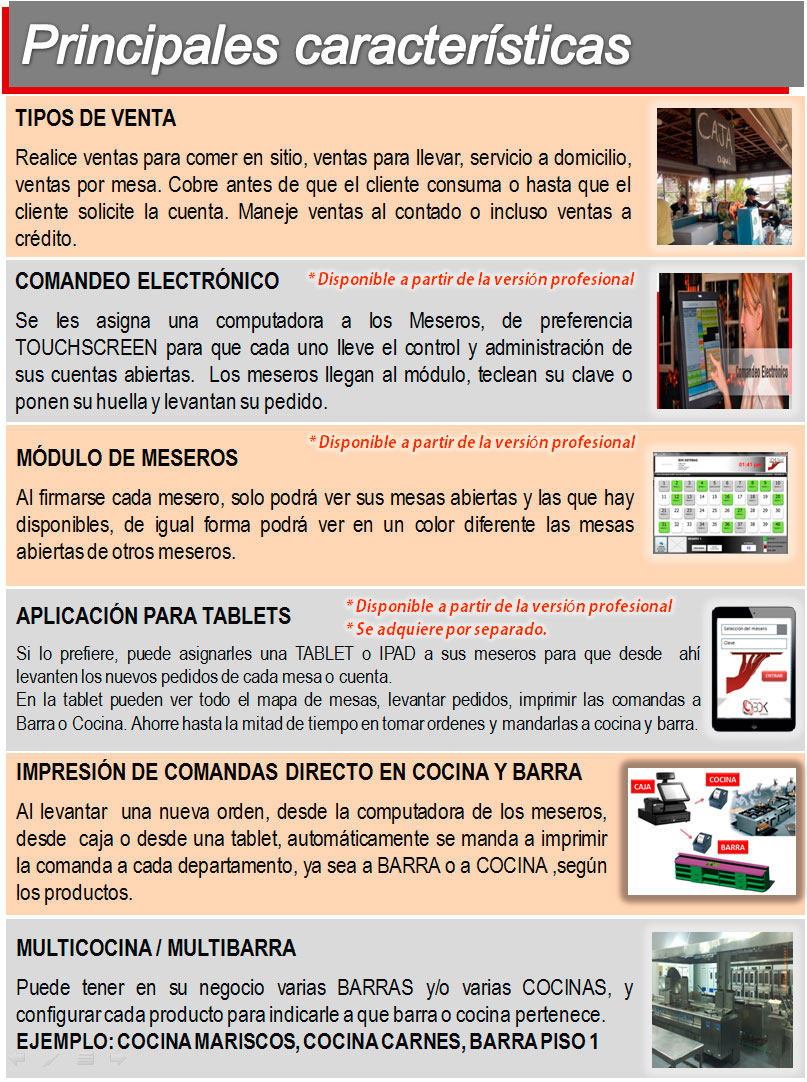 Principales características
TIPOS DE VENTA
Realice ventas para comer en sitio, ventas para llevar, servicio a domicilio,
ventas por mesa. Cobre antes de que el cliente consuma o hasta que el
cliente solicite la cuenta. Maneje ventas al contado o incluso ventas a
crédito.
CAJA
aquí
COMANDEO ELECTRÓNICO
* Disponible a partir de la versión profesional
Se les asigna una computadora a los Meseros, de preferencia
TOUCHSCREEN para que cada uno lleve el control y administración de
sus cuentas abiertas. Los meseros llegan al módulo, teclean su clave o
ponen su huella y levantan su pedido.
Comandeo Electrónico
* Disponible a partir de la versión profesional
MÓDULO DE MESEROS
Al firmarse cada mesero, solo podrá ver sus mesas abiertas y las que hay
disponibles, de igual forma podrá ver en un color diferente las mesas
abiertas de otros meseros.
01:41 pm
APLICACIÓN PARA TABLETS
* Disponible a partir de la versión profesional
* Se adquiere por separado.
Si lo prefiere, puede asignarles una TABLET o IPAD a sus meseros para que desde ahí
levanten los nuevos pedidos de cada mesa o cuenta.
En la tablet pueden ver todo el mapa de mesas, levantar pedidos, imprimir las comandas a
Barra o Cocina. Ahorre hasta la mitad de tiempo en tomar ordenes y mandarlas a cocina y barra.
Selección del mesero
Clave
ENTRAR
IMPRESIÓN DE COMANDAS DIRECTO EN COCINA Y BARRA
Al levantar una nueva orden, desde la computadora de los meseros,
desde caja o desde una tablet, automáticamente se manda a imprimir
la comanda a cada departamento, ya sea a BARRA o a COCINA ,según
los productos.
CAJA
COCINA
BARRA
MULTICOCINA / MULTIBARRA
Puede tener en su negocio varias BARRAS y/o varias COCINAS, y
configurar cada producto para indicarle a que barra o cocina pertenece.
EJEMPLO: COCINA MARISCOS, COCINA CARNES, BARRA PISO 1